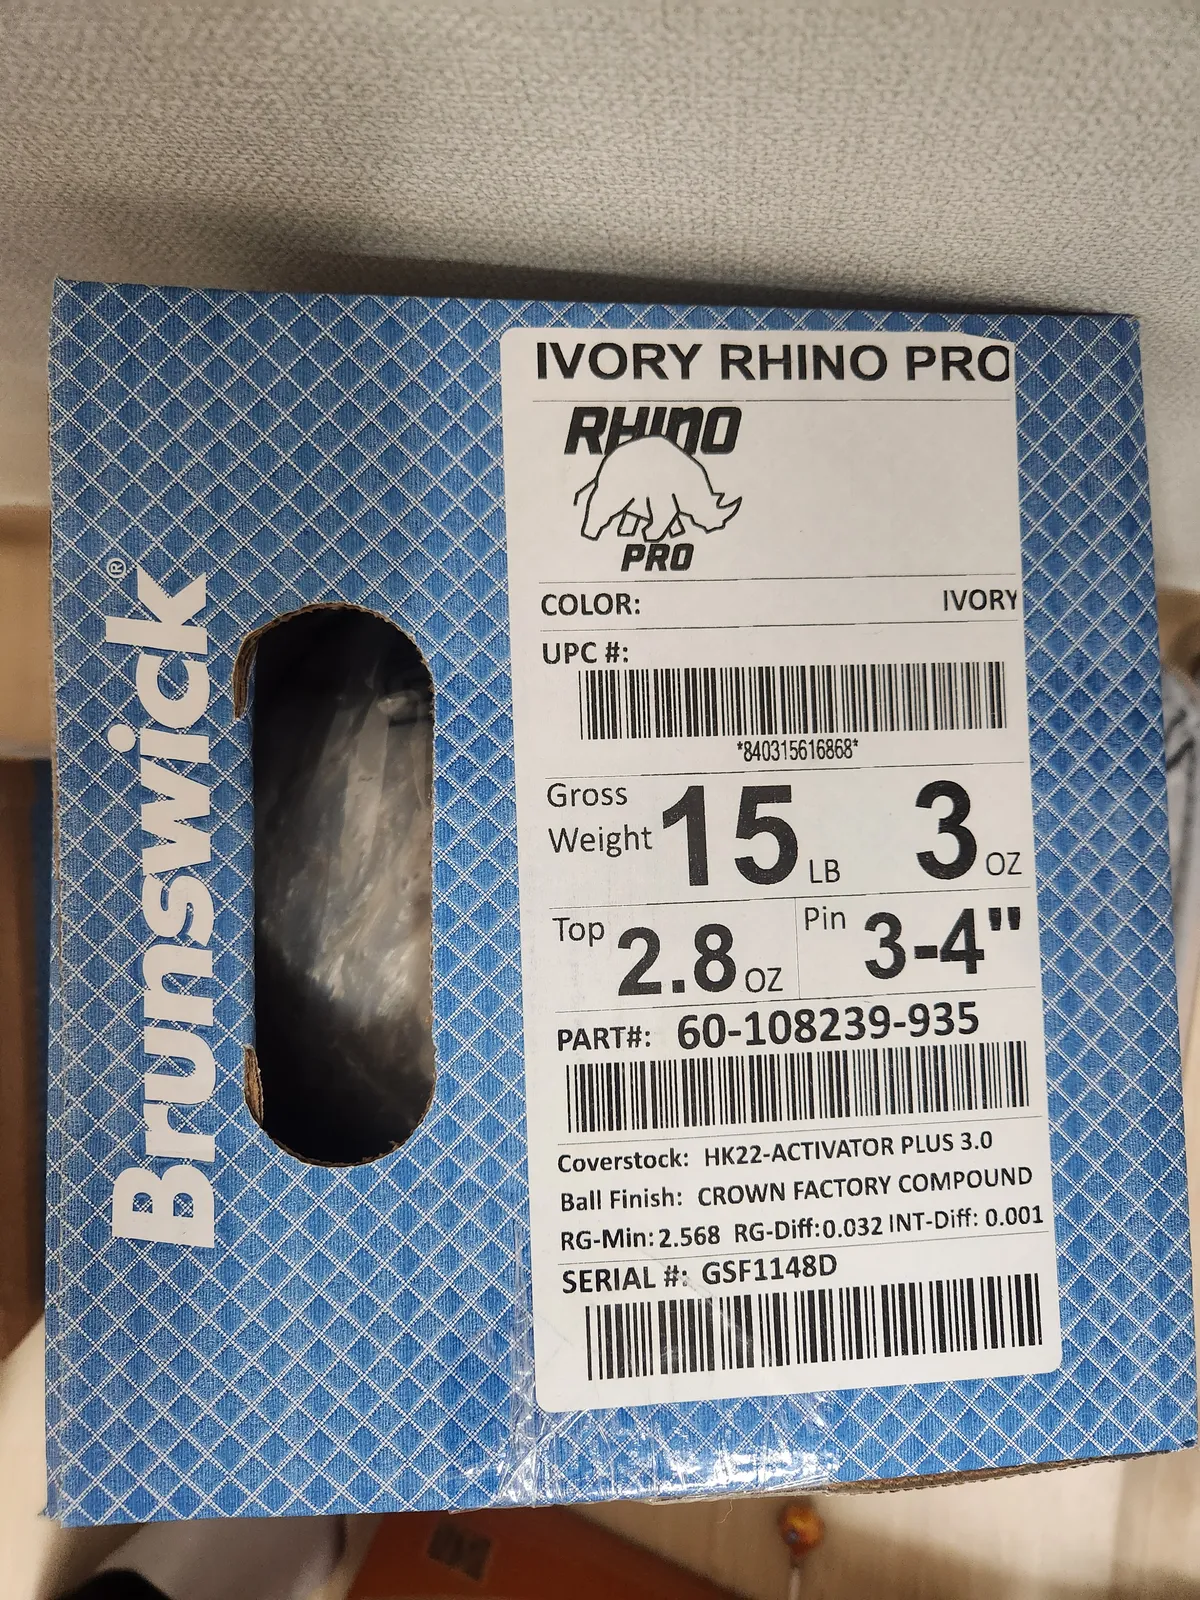 Brunswick®
IVORY RHINO PRO
RHINO
PRO
COLOR: IVORY
UPC #:
*840315616868*
Gross Weight 15 LB 3 OZ
Top 2.8 OZ Pin 3-4"
PART#: 60-108239-935
Coverstock: HK22-ACTIVATOR PLUS 3.0
Ball Finish: CROWN FACTORY COMPOUND
RG-Min: 2.568 RG-Diff: 0.032 INT-Diff: 0.001
SERIAL #: GSF1148D